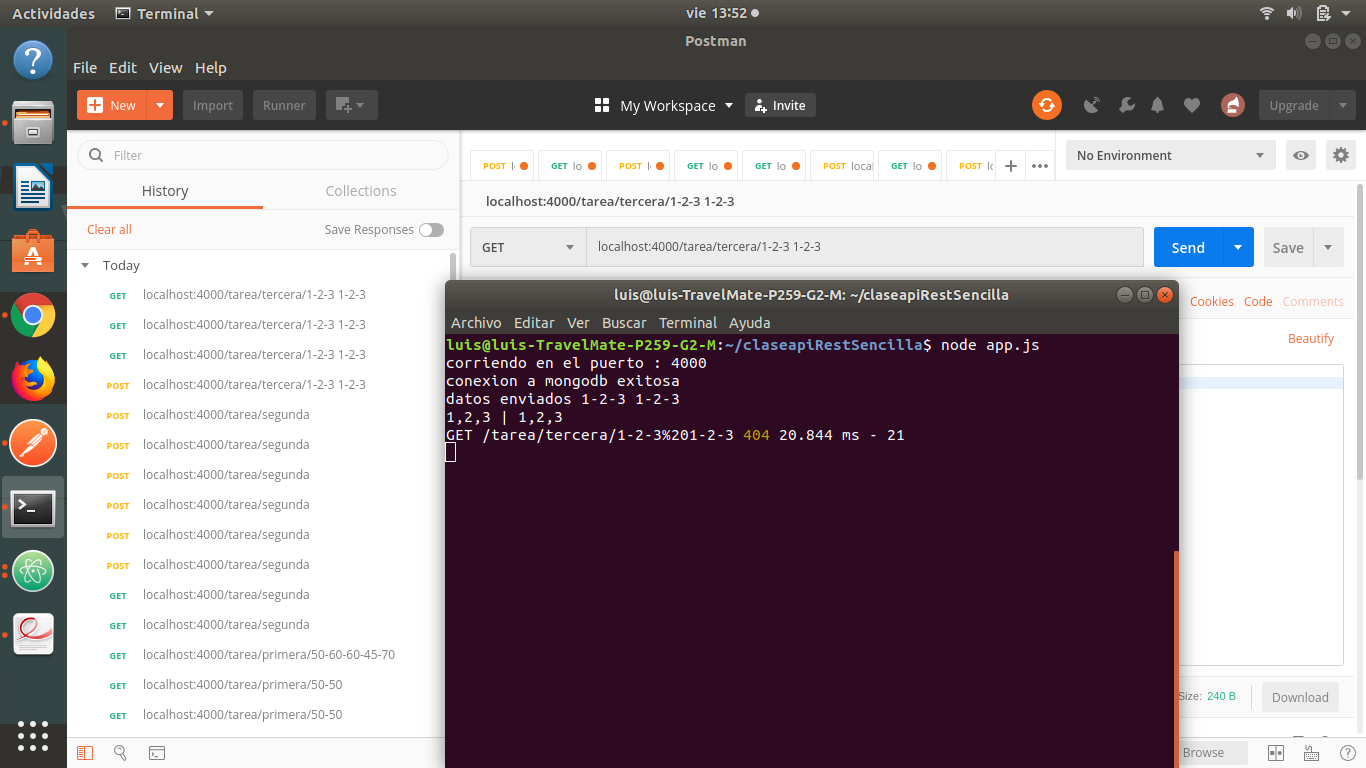 Actividades
Terminal
vie 13:52
Postman
File Edit View Help
New Import Runner My Workspace Invite Upgrade
Filter
History Collections
Clear all Save Responses
Today
GET localhost:4000/tarea/tercera/1-2-3 1-2-3
GET localhost:4000/tarea/tercera/1-2-3 1-2-3
GET localhost:4000/tarea/tercera/1-2-3 1-2-3
POST localhost:4000/tarea/tercera/1-2-3 1-2-3
POST localhost:4000/tarea/segunda
POST localhost:4000/tarea/segunda
POST localhost:4000/tarea/segunda
POST localhost:4000/tarea/segunda
POST localhost:4000/tarea/segunda
POST localhost:4000/tarea/segunda
GET localhost:4000/tarea/segunda
GET localhost:4000/tarea/segunda
GET localhost:4000/tarea/primera/50-60-60-45-70
GET localhost:4000/tarea/primera/50-50
GET localhost:4000/tarea/primera/50-50
POST GET lo POST GET lo GET lo POST local GET lo POST
No Environment
localhost:4000/tarea/tercera/1-2-3 1-2-3
GET localhost:4000/tarea/tercera/1-2-3 1-2-3 Send Save
Cookies Code Comments
Beautify
luis@luis-TravelMate-P259-G2-M: ~/claseapiRestSencilla
Archivo Editar Ver Buscar Terminal Ayuda
luis@luis-TravelMate-P259-G2-M:~/claseapiRestSencilla$ node app.js
corriendo en el puerto : 4000
conexion a mongodb exitosa
datos enviados 1-2-3 1-2-3
1,2,3 | 1,2,3
GET /tarea/tercera/1-2-3%201-2-3 404 20.844 ms - 21
Size: 240 B Download
Browse